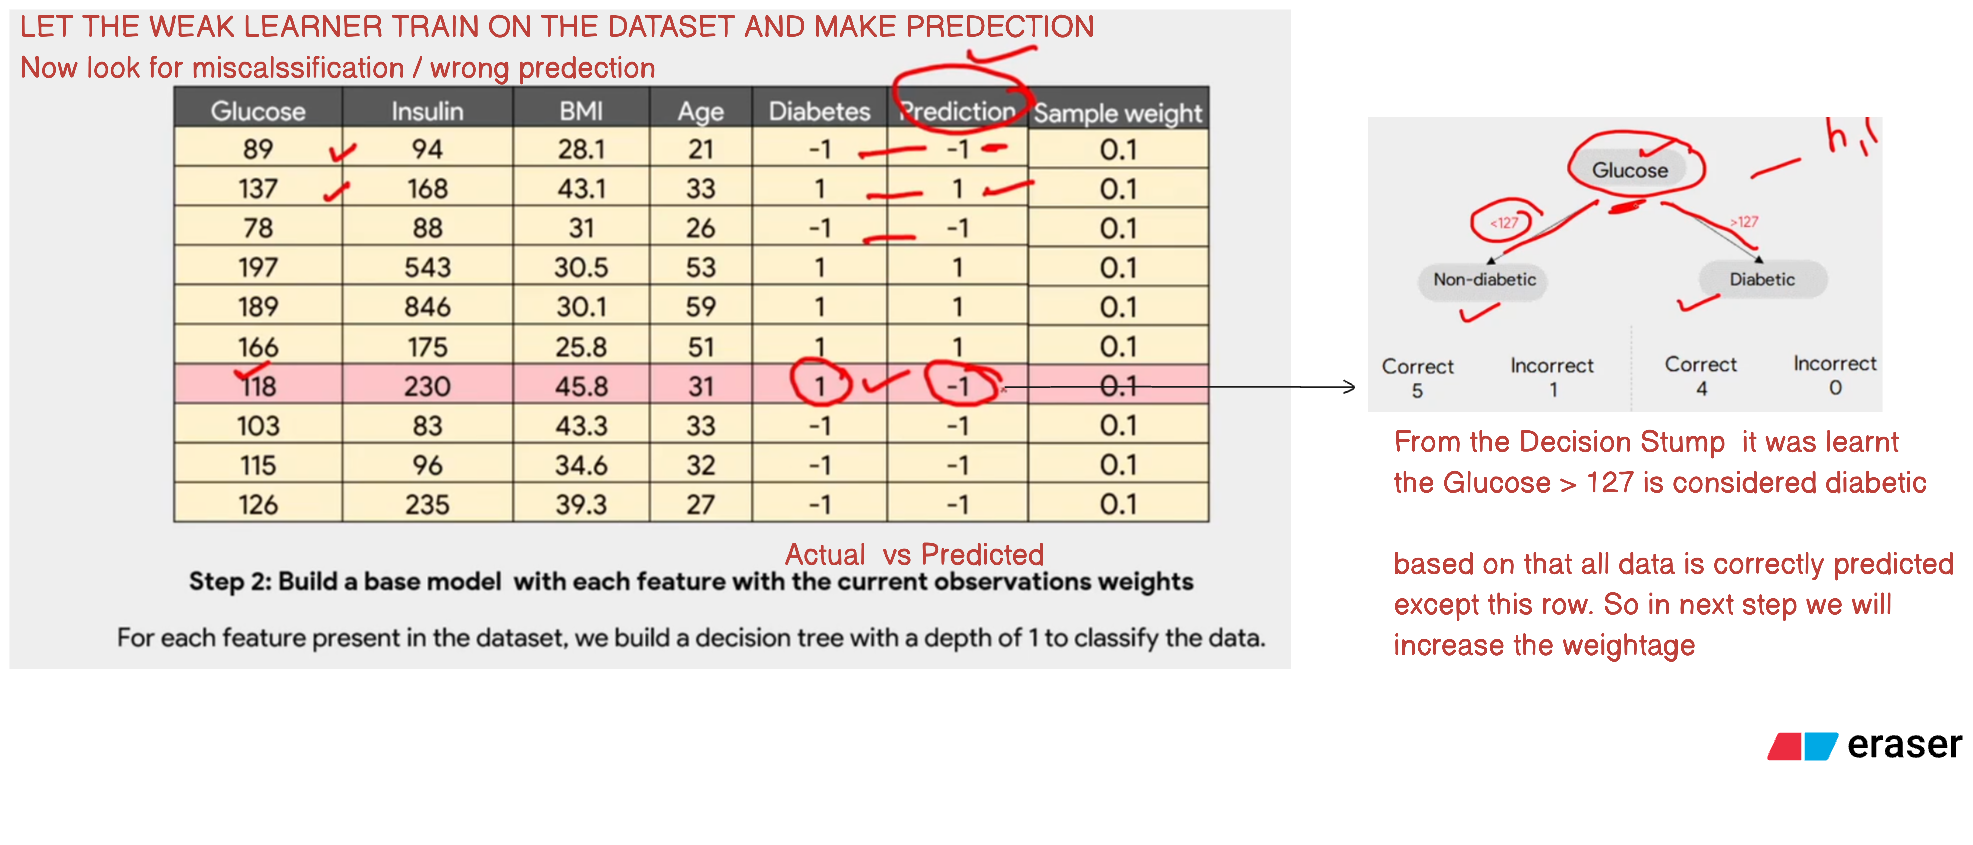 LET THE WEAK LEARNER TRAIN ON THE DATASET AND MAKE PREDECTION
Now look for miscalssification / wrong predection
Glucose Insulin BMI Age Diabetes Prediction Sample weight
89 94 28.1 21 -1 -1 0.1
137 168 43.1 33 1 1 0.1
78 88 31 26 -1 -1 0.1
197 543 30.5 53 1 1 0.1
189 846 30.1 59 1 1 0.1
166 175 25.8 51 1 1 0.1
118 230 45.8 31 1 -1 0.1
103 83 43.3 33 -1 -1 0.1
115 96 34.6 32 -1 -1 0.1
126 235 39.3 27 -1 -1 0.1
Actual vs Predicted
Step 2: Build a base model with each feature with the current observations weights
For each feature present in the dataset, we build a decision tree with a depth of 1 to classify the data.
Glucose
<127 >127
Non-diabetic Diabetic
Correct Incorrect Correct Incorrect
5 1 4 0
From the Decision Stump it was learnt
the Glucose > 127 is considered diabetic
based on that all data is correctly predicted
except this row. So in next step we will
increase the weightage
eraser